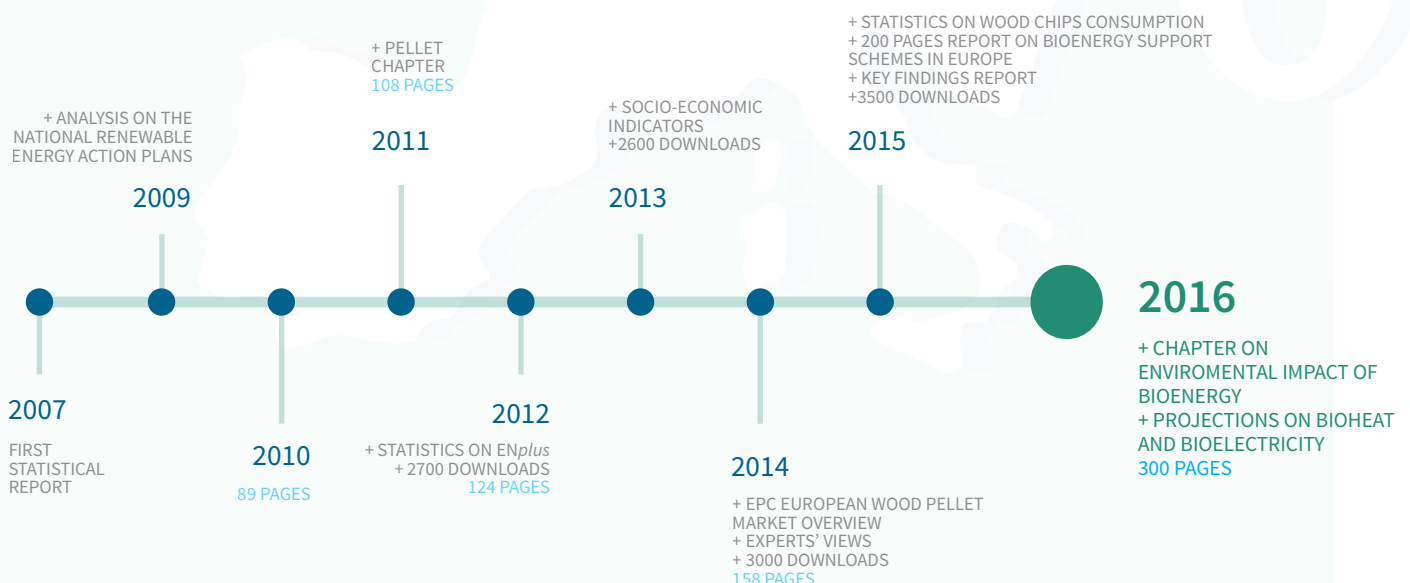 + ANALYSIS ON THE
NATIONAL RENEWABLE
ENERGY ACTION PLANS
2009
+ PELLET
CHAPTER
108 PAGES
2011
+ SOCIO-ECONOMIC
INDICATORS
+2600 DOWNLOADS
2013
+ STATISTICS ON WOOD CHIPS CONSUMPTION
+ 200 PAGES REPORT ON BIOENERGY SUPPORT
SCHEMES IN EUROPE
+ KEY FINDINGS REPORT
+3500 DOWNLOADS
2015
2007
FIRST
STATISTICAL
REPORT
2010
89 PAGES
2012
+ STATISTICS ON ENplus
+ 2700 DOWNLOADS
124 PAGES
2014
+ EPC EUROPEAN WOOD PELLET
MARKET OVERVIEW
+ EXPERTS’ VIEWS
+ 3000 DOWNLOADS
158 PAGES
2016
+ CHAPTER ON
ENVIROMENTAL IMPACT OF
BIOENERGY
+ PROJECTIONS ON BIOHEAT
AND BIOELECTRICITY
300 PAGES